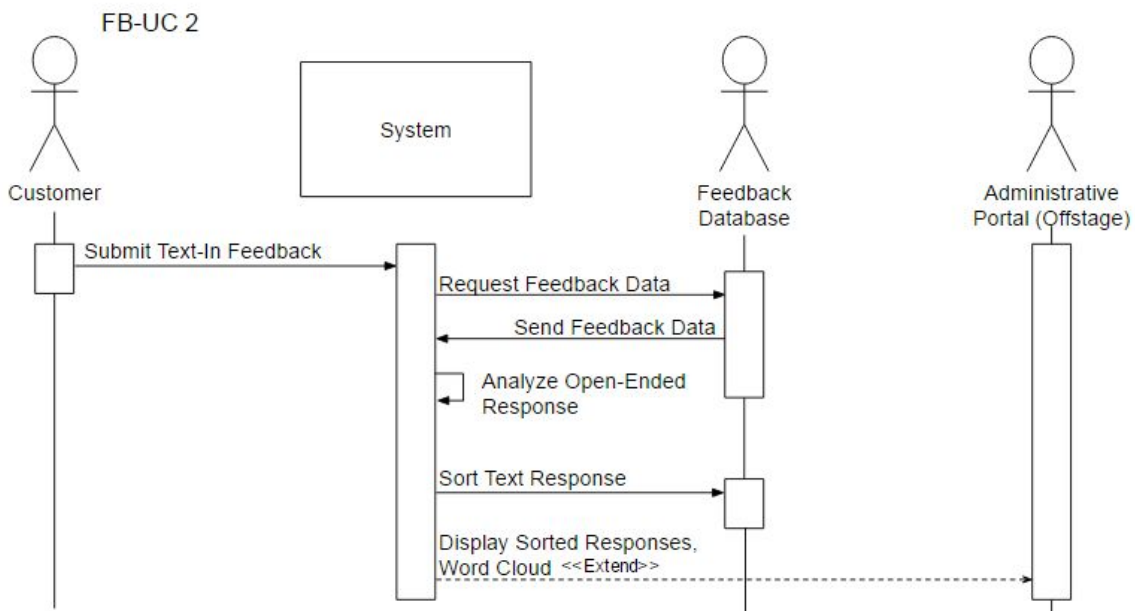 FB-UC 2
System
Customer
Feedback
Database
Administrative
Portal (Offstage)
Submit Text-In Feedback
Request Feedback Data
Send Feedback Data
Analyze Open-Ended
Response
Sort Text Response
Display Sorted Responses,
Word Cloud <<Extend>>